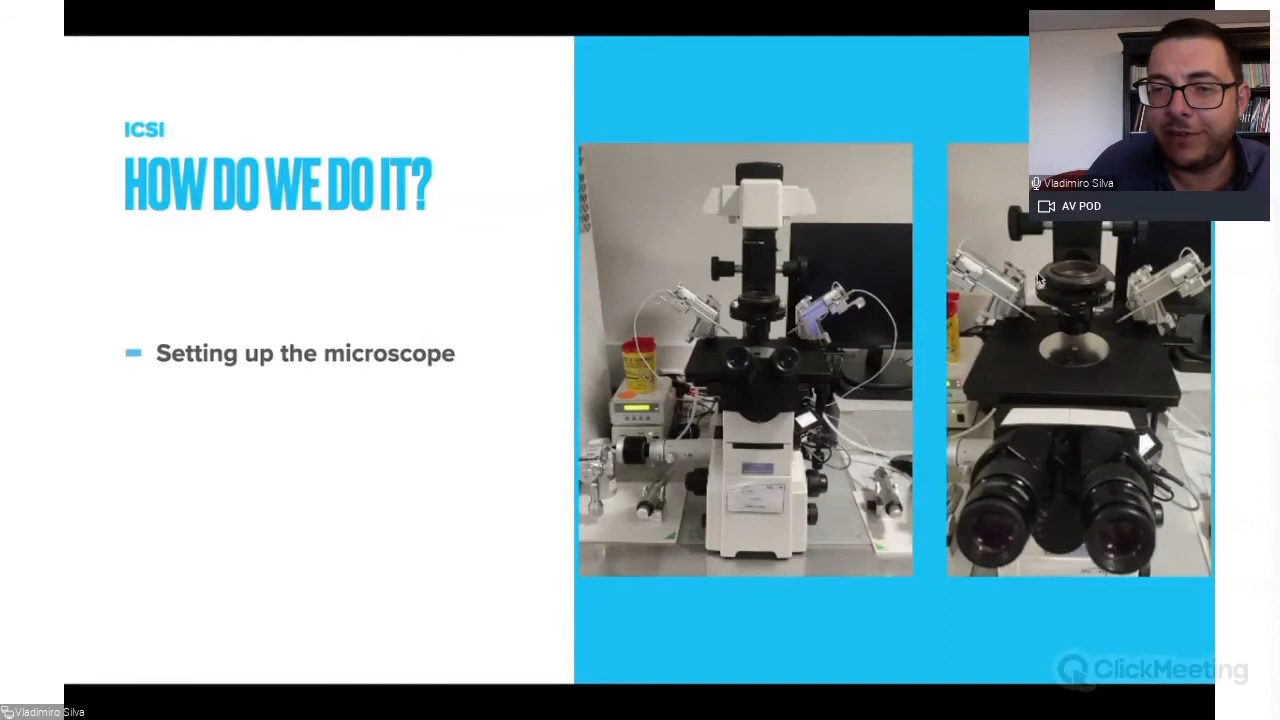 ICSI
HOW DO WE DO IT?
Setting up the microscope
Vladimiro Silva
AV POD
ClickMeeting
Vladimiro Silva